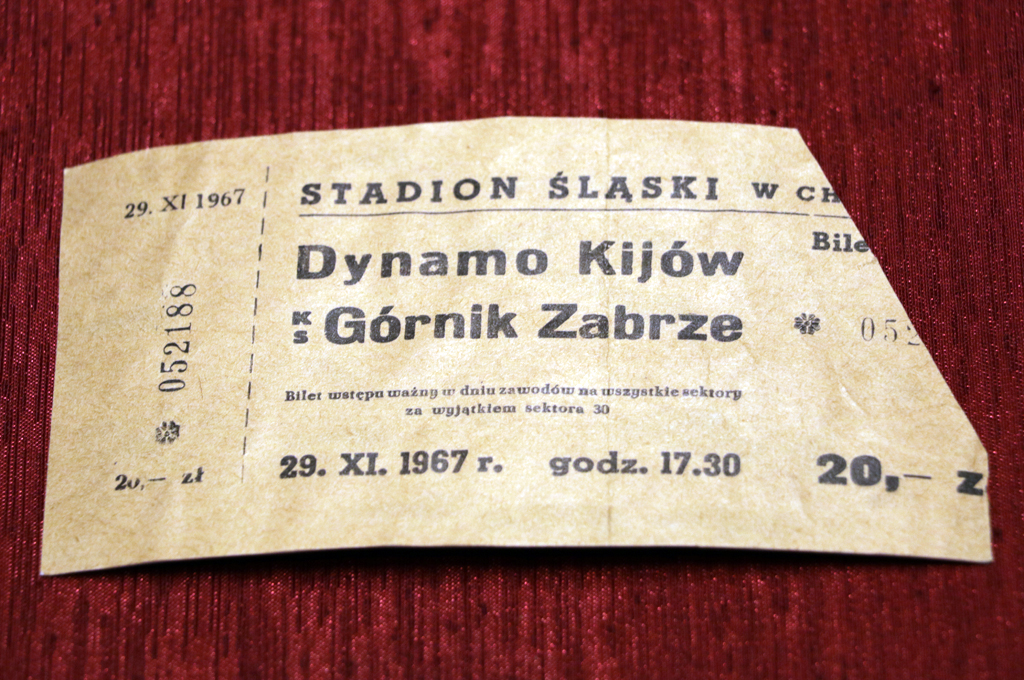 29. XI 1967
052188
20,— zł
STADION ŚLĄSKI W CH
Bile
Dynamo Kijów
KS Górnik Zabrze
052
Bilet wstępu ważny w dniu zawodów na wszystkie sektory
za wyjątkiem sektora 30
29. XI. 1967 r. godz. 17.30
20,— z